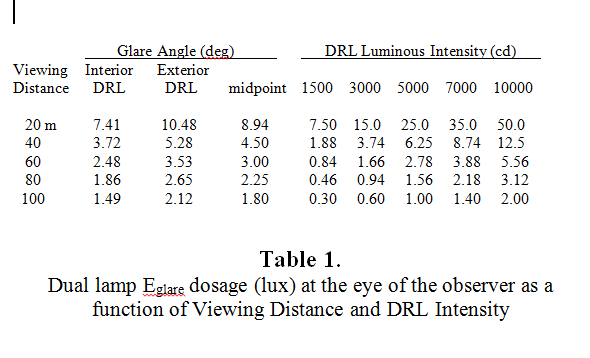 Glare Angle (deg) DRL Luminous Intensity (cd)
Viewing Interior Exterior
Distance DRL DRL midpoint 1500 3000 5000 7000 10000
20 m 7.41 10.48 8.94 7.50 15.0 25.0 35.0 50.0
40 3.72 5.28 4.50 1.88 3.74 6.25 8.74 12.5
60 2.48 3.53 3.00 0.84 1.66 2.78 3.88 5.56
80 1.86 2.65 2.25 0.46 0.94 1.56 2.18 3.12
100 1.49 2.12 1.80 0.30 0.60 1.00 1.40 2.00
Table 1.
Dual lamp Eglare dosage (lux) at the eye of the observer as a
function of Viewing Distance and DRL Intensity